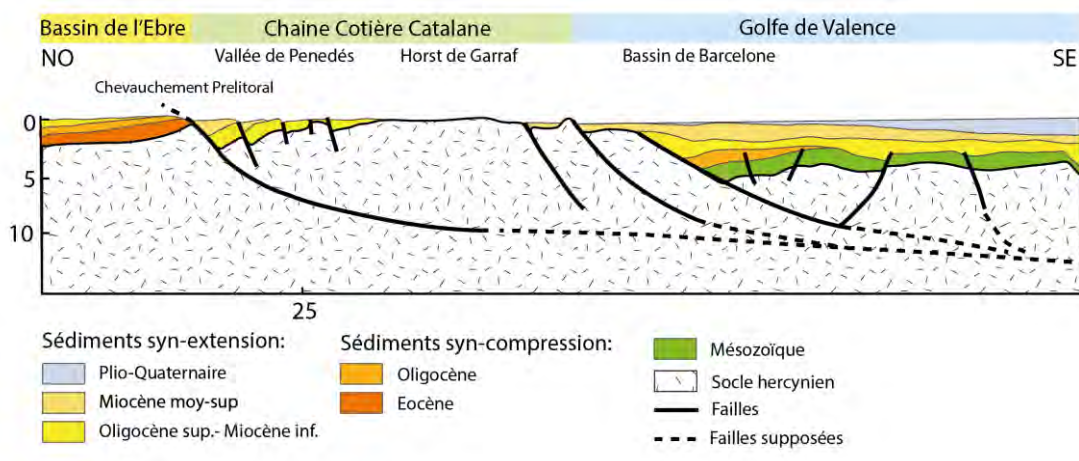 Bassin de l'Ebre Chaine Cotière Catalane Golfe de Valence
NO Vallée de Penedés Horst de Garraf Bassin de Barcelone SE
Chevauchement Prelitoral
0
5
10
25
Sédiments syn-extension:
Plio-Quaternaire
Miocène moy-sup
Oligocène sup.- Miocène inf.
Sédiments syn-compression:
Oligocène
Eocène
Mésozoïque
Socle hercynien
Failles
Failles supposées